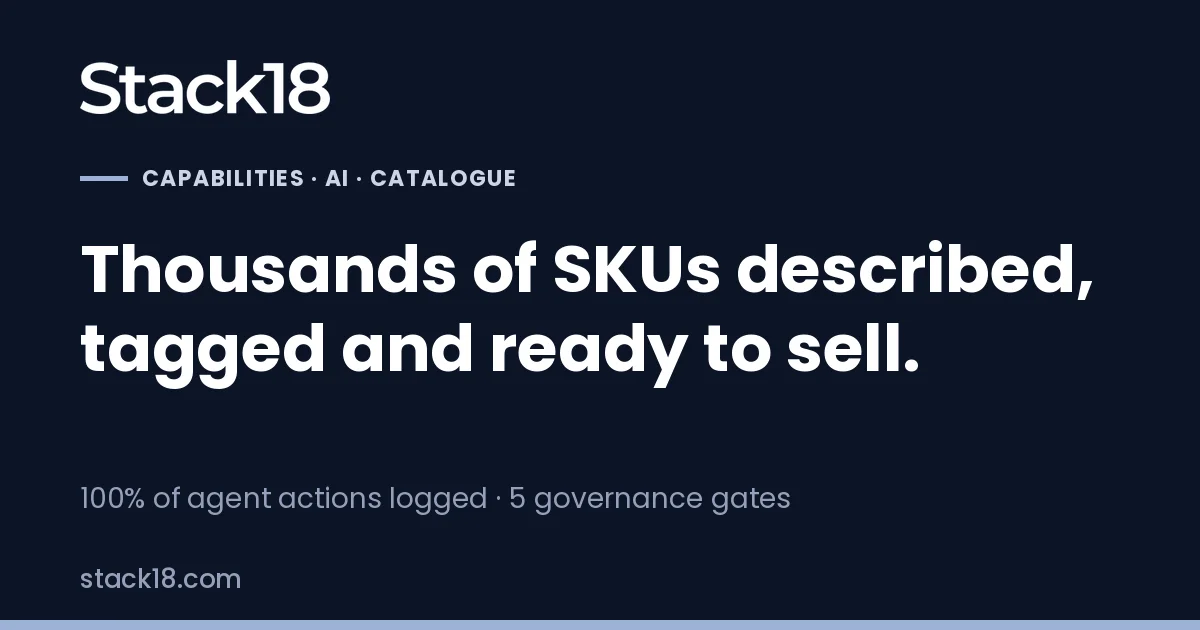 Stack18
CAPABILITIES · AI · CATALOGUE
Thousands of SKUs described,
tagged and ready to sell.
100% of agent actions logged · 5 governance gates
stack18.com